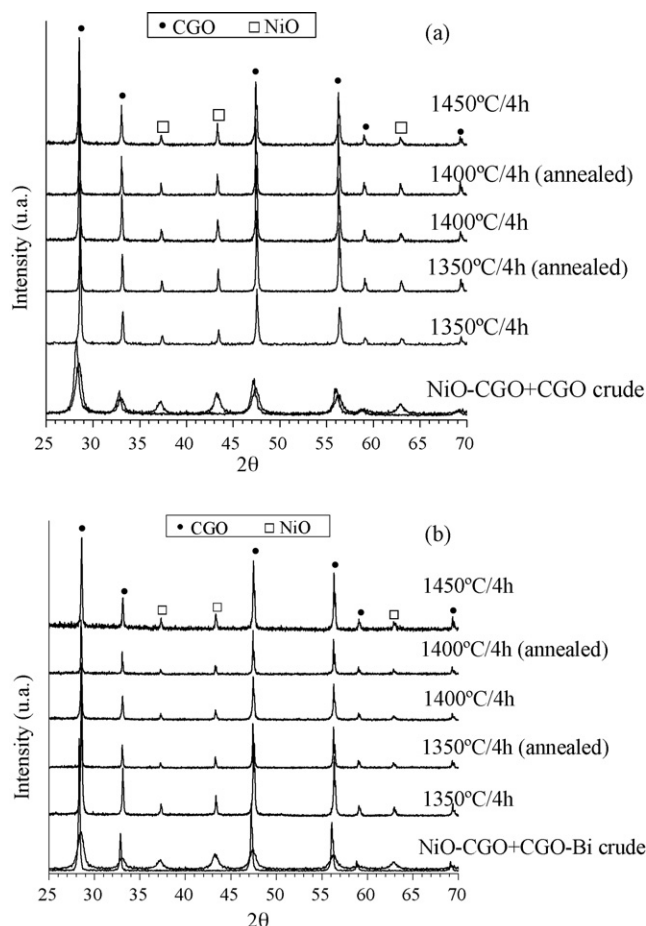 ● CGO □ NiO
(a)
1450ºC/4h
1400ºC/4h (annealed)
1400ºC/4h
1350ºC/4h (annealed)
1350ºC/4h
NiO-CGO+CGO crude
Intensity (u.a.)
25 30 35 40 45 50 55 60 65 70
2θ
● CGO □ NiO
(b)
1450ºC/4h
1400ºC/4h (annealed)
1400ºC/4h
1350ºC/4h (annealed)
1350ºC/4h
NiO-CGO+CGO-Bi crude
Intensity (u.a.)
25 30 35 40 45 50 55 60 65 70
2θ